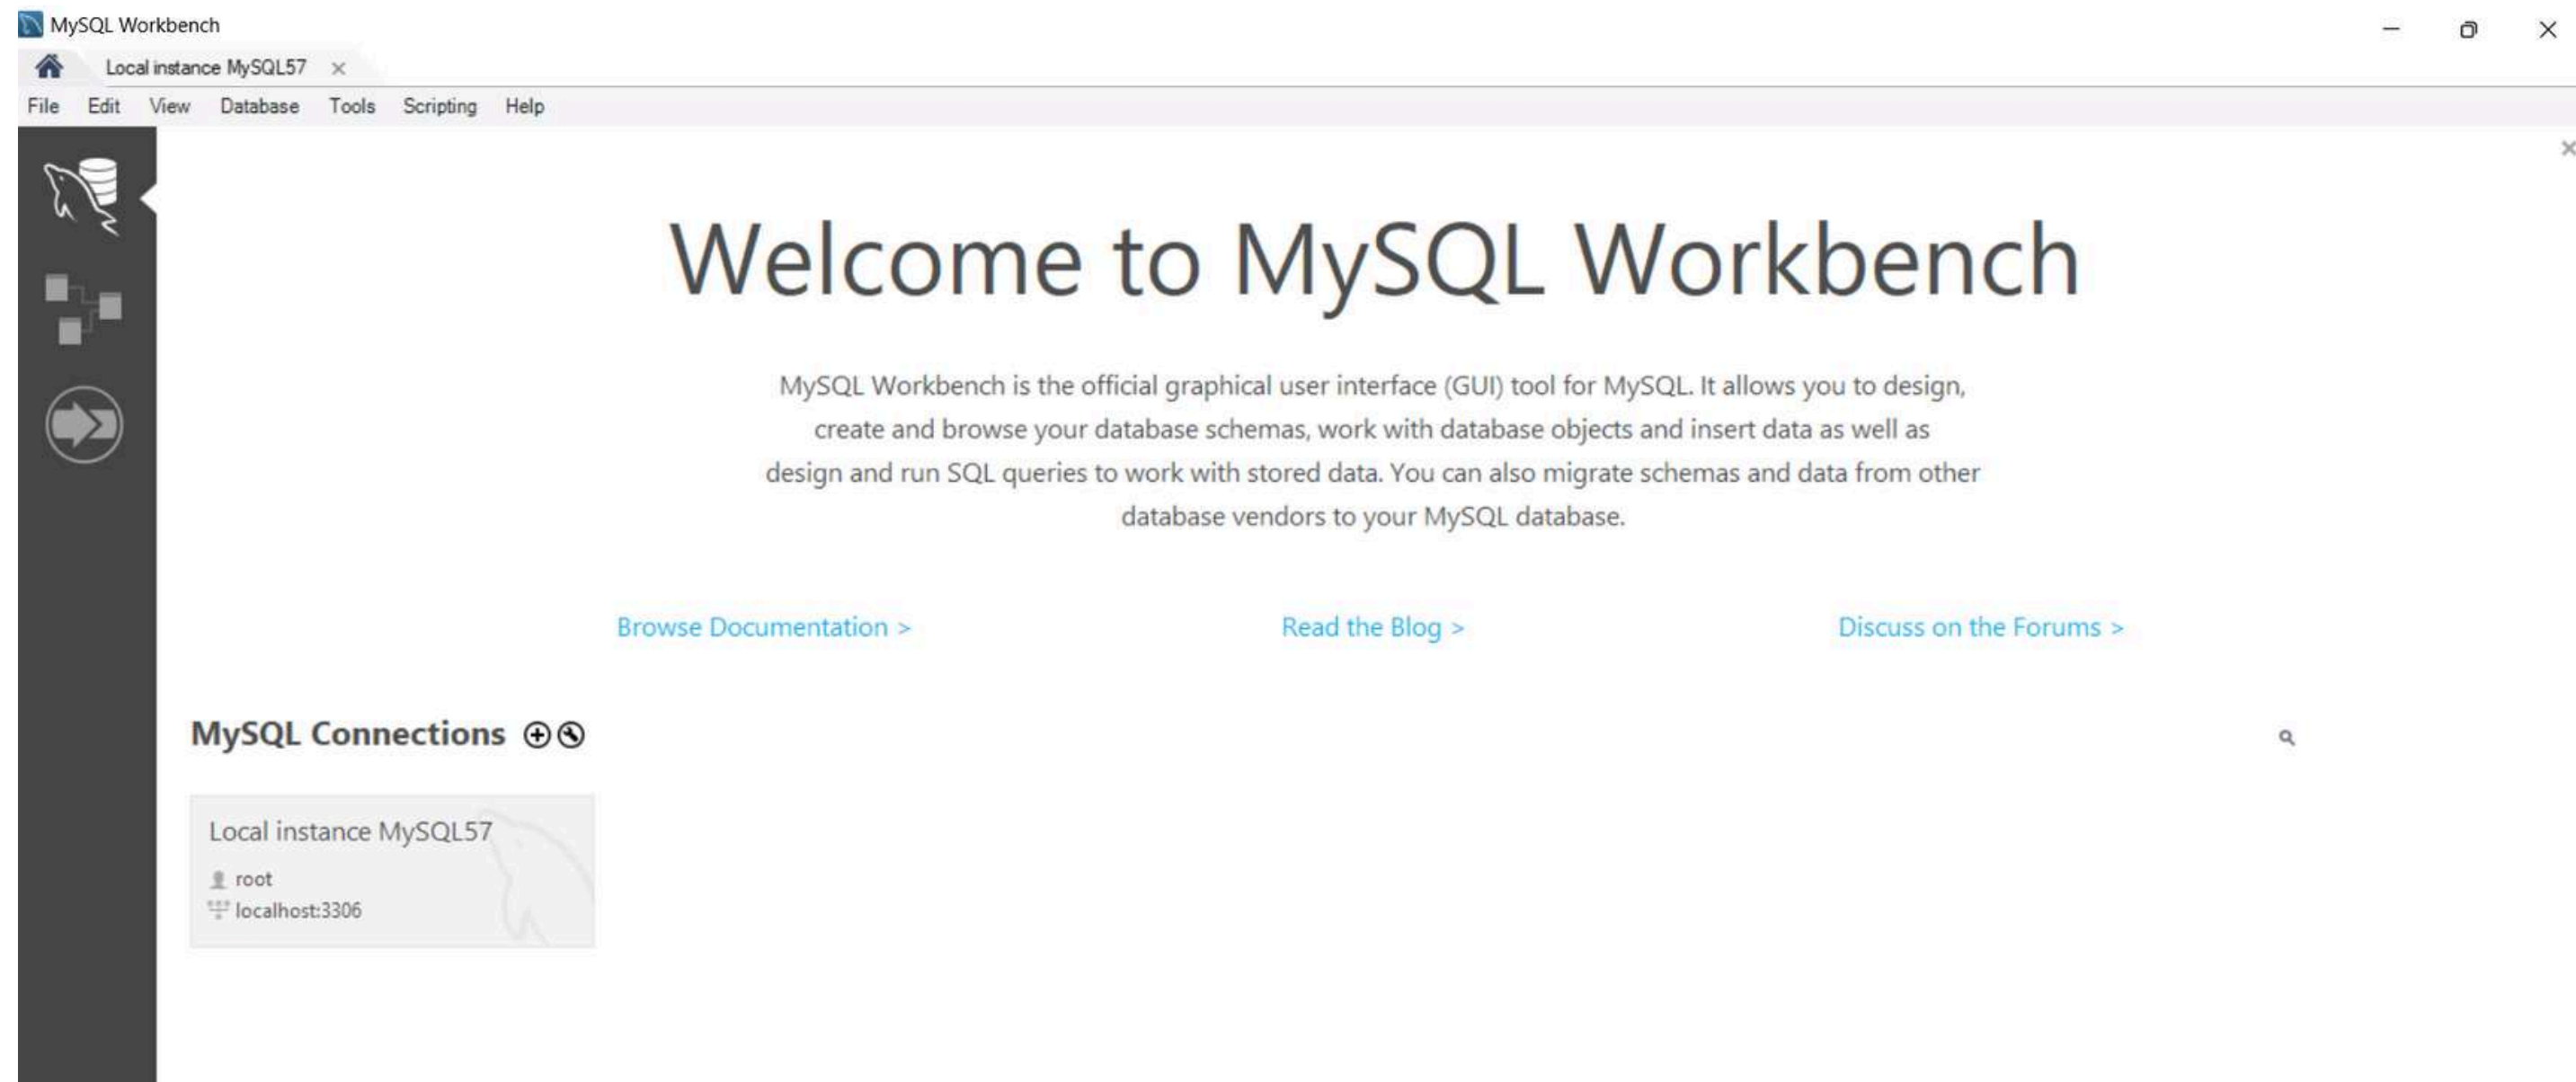 MySQL Workbench
Local instance MySQL57
File Edit View Database Tools Scripting Help
Welcome to MySQL Workbench
MySQL Workbench is the official graphical user interface (GUI) tool for MySQL. It allows you to design,
create and browse your database schemas, work with database objects and insert data as well as
design and run SQL queries to work with stored data. You can also migrate schemas and data from other
database vendors to your MySQL database.
Browse Documentation > Read the Blog > Discuss on the Forums >
MySQL Connections
Local instance MySQL57
root
localhost:3306